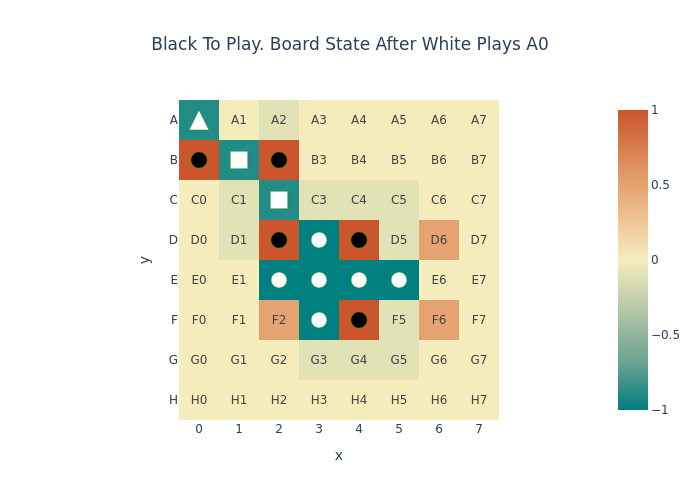 Black To Play. Board State After White Plays A0
A A1 A2 A3 A4 A5 A6 A7
B B3 B4 B5 B6 B7
C C0 C1 C3 C4 C5 C6 C7
D D0 D1 D5 D6 D7
E E0 E1 E6 E7
F F0 F1 F2 F5 F6 F7
G G0 G1 G2 G3 G4 G5 G6 G7
H H0 H1 H2 H3 H4 H5 H6 H7
0 1 2 3 4 5 6 7
x
y
1
0.5
0
−0.5
−1